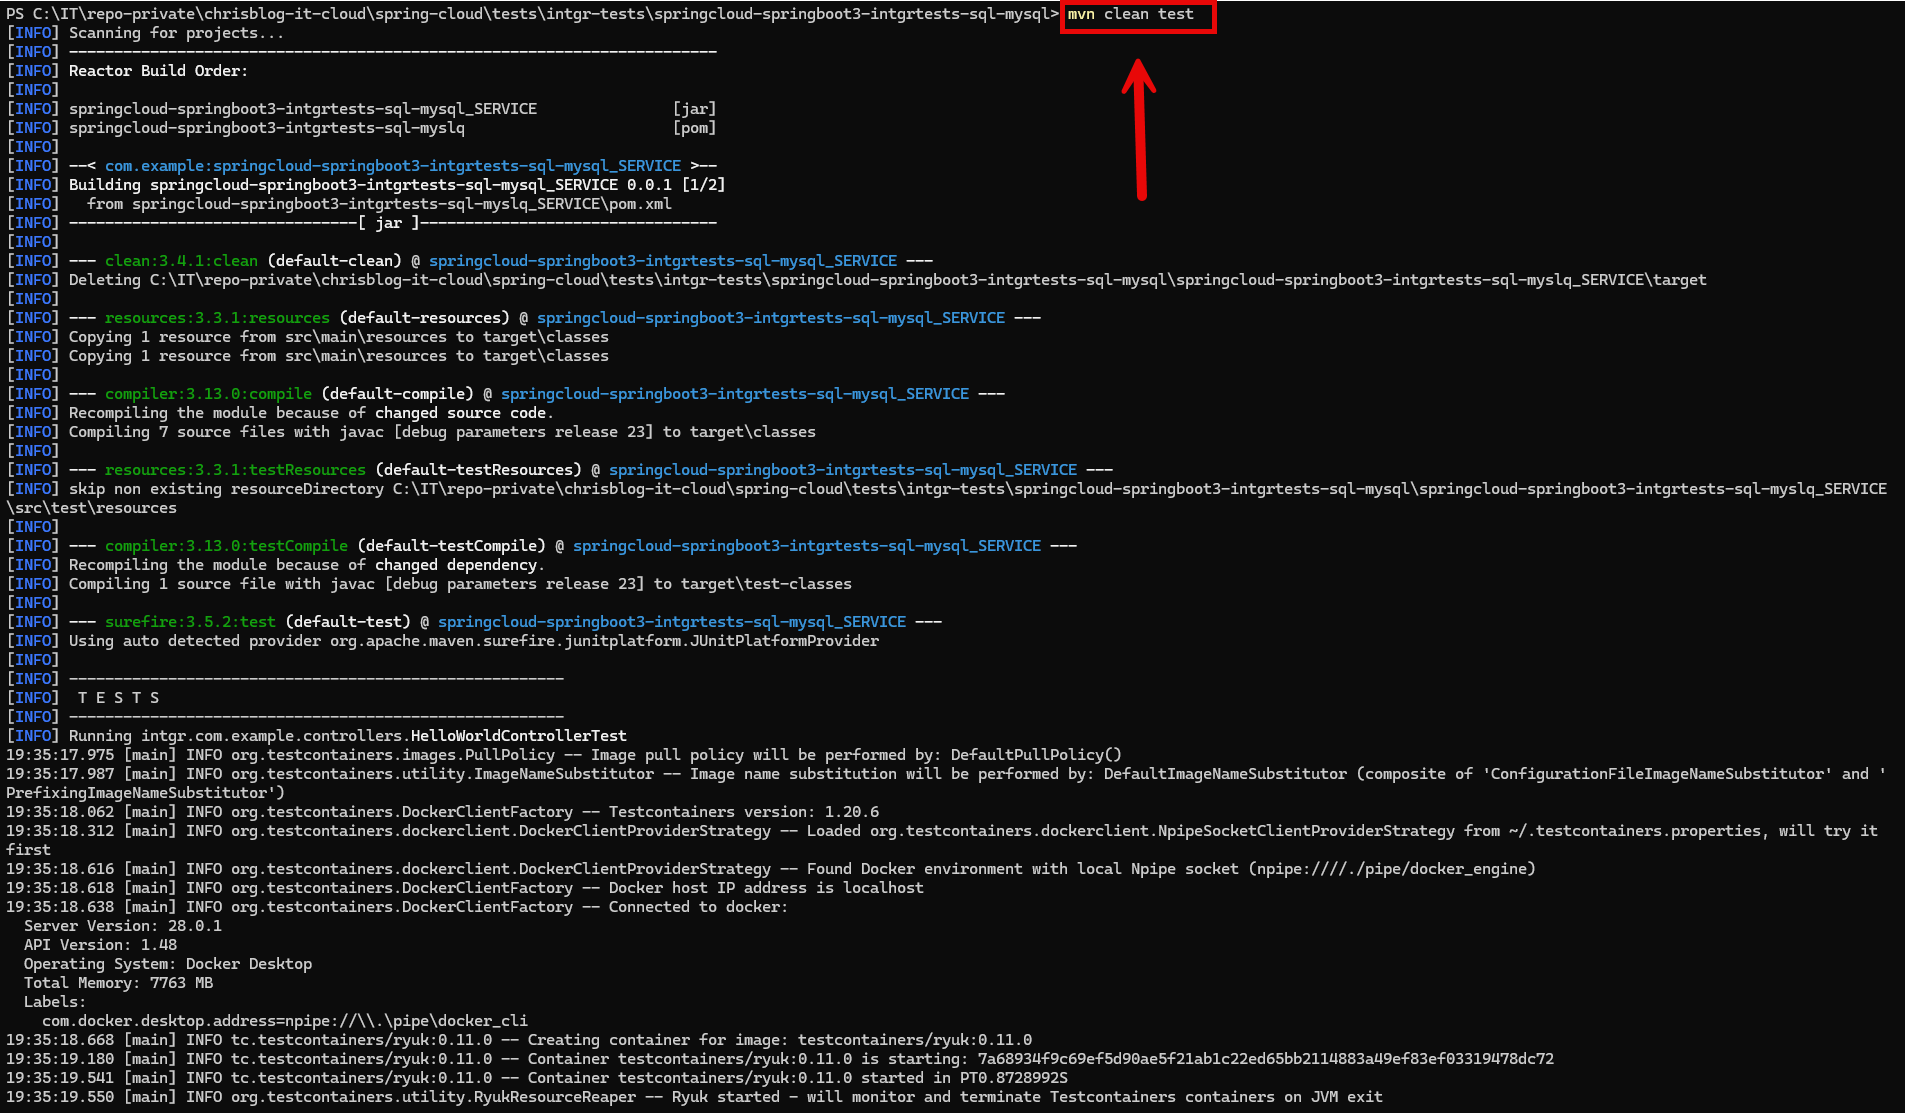 PS C:\IT\repo-private\chrisblog-it-cloud\spring-cloud\tests\intgr-tests\springcloud-springboot3-intgrtests-sql-mysql> mvn clean test
[INFO] Scanning for projects...
[INFO] ------------------------------------------------------------------------
[INFO] Reactor Build Order:
[INFO]
[INFO] springcloud-springboot3-intgrtests-sql-mysql_SERVICE               [jar]
[INFO] springcloud-springboot3-intgrtests-sql-myslq                       [pom]
[INFO]
[INFO] --< com.example:springcloud-springboot3-intgrtests-sql-mysql_SERVICE >--
[INFO] Building springcloud-springboot3-intgrtests-sql-mysql_SERVICE 0.0.1 [1/2]
[INFO]   from springcloud-springboot3-intgrtests-sql-myslq_SERVICE\pom.xml
[INFO] --------------------------------[ jar ]---------------------------------
[INFO]
[INFO] --- clean:3.4.1:clean (default-clean) @ springcloud-springboot3-intgrtests-sql-mysql_SERVICE ---
[INFO] Deleting C:\IT\repo-private\chrisblog-it-cloud\spring-cloud\tests\intgr-tests\springcloud-springboot3-intgrtests-sql-mysql\springcloud-springboot3-intgrtests-sql-myslq_SERVICE\target
[INFO]
[INFO] --- resources:3.3.1:resources (default-resources) @ springcloud-springboot3-intgrtests-sql-mysql_SERVICE ---
[INFO] Copying 1 resource from src\main\resources to target\classes
[INFO] Copying 1 resource from src\main\resources to target\classes
[INFO]
[INFO] --- compiler:3.13.0:compile (default-compile) @ springcloud-springboot3-intgrtests-sql-mysql_SERVICE ---
[INFO] Recompiling the module because of changed source code.
[INFO] Compiling 7 source files with javac [debug parameters release 23] to target\classes
[INFO]
[INFO] --- resources:3.3.1:testResources (default-testResources) @ springcloud-springboot3-intgrtests-sql-mysql_SERVICE ---
[INFO] skip non existing resourceDirectory C:\IT\repo-private\chrisblog-it-cloud\spring-cloud\tests\intgr-tests\springcloud-springboot3-intgrtests-sql-mysql\springcloud-springboot3-intgrtests-sql-myslq_SERVICE
\src\test\resources
[INFO]
[INFO] --- compiler:3.13.0:testCompile (default-testCompile) @ springcloud-springboot3-intgrtests-sql-mysql_SERVICE ---
[INFO] Recompiling the module because of changed dependency.
[INFO] Compiling 1 source file with javac [debug parameters release 23] to target\test-classes
[INFO]
[INFO] --- surefire:3.5.2:test (default-test) @ springcloud-springboot3-intgrtests-sql-mysql_SERVICE ---
[INFO] Using auto detected provider org.apache.maven.surefire.junitplatform.JUnitPlatformProvider
[INFO]
[INFO] -------------------------------------------------------
[INFO]  T E S T S
[INFO] -------------------------------------------------------
[INFO] Running intgr.com.example.controllers.HelloWorldControllerTest
19:35:17.975 [main] INFO org.testcontainers.images.PullPolicy -- Image pull policy will be performed by: DefaultPullPolicy()
19:35:17.987 [main] INFO org.testcontainers.utility.ImageNameSubstitutor -- Image name substitution will be performed by: DefaultImageNameSubstitutor (composite of 'ConfigurationFileImageNameSubstitutor' and '
PrefixingImageNameSubstitutor')
19:35:18.062 [main] INFO org.testcontainers.DockerClientFactory -- Testcontainers version: 1.20.6
19:35:18.312 [main] INFO org.testcontainers.dockerclient.DockerClientProviderStrategy -- Loaded org.testcontainers.dockerclient.NpipeSocketClientProviderStrategy from ~/.testcontainers.properties, will try it
first
19:35:18.616 [main] INFO org.testcontainers.dockerclient.DockerClientProviderStrategy -- Found Docker environment with local Npipe socket (npipe:////./pipe/docker_engine)
19:35:18.618 [main] INFO org.testcontainers.DockerClientFactory -- Docker host IP address is localhost
19:35:18.638 [main] INFO org.testcontainers.DockerClientFactory -- Connected to docker:
  Server Version: 28.0.1
  API Version: 1.48
  Operating System: Docker Desktop
  Total Memory: 7763 MB
  Labels:
    com.docker.desktop.address=npipe://\\.\pipe\docker_cli
19:35:18.668 [main] INFO tc.testcontainers/ryuk:0.11.0 -- Creating container for image: testcontainers/ryuk:0.11.0
19:35:19.180 [main] INFO tc.testcontainers/ryuk:0.11.0 -- Container testcontainers/ryuk:0.11.0 is starting: 7a68934f9c69ef5d90ae5f21ab1c22ed65bb2114883a49ef83ef03319478dc72
19:35:19.541 [main] INFO tc.testcontainers/ryuk:0.11.0 -- Container testcontainers/ryuk:0.11.0 started in PT0.8728992S
19:35:19.550 [main] INFO org.testcontainers.utility.RyukResourceReaper -- Ryuk started - will monitor and terminate Testcontainers containers on JVM exit